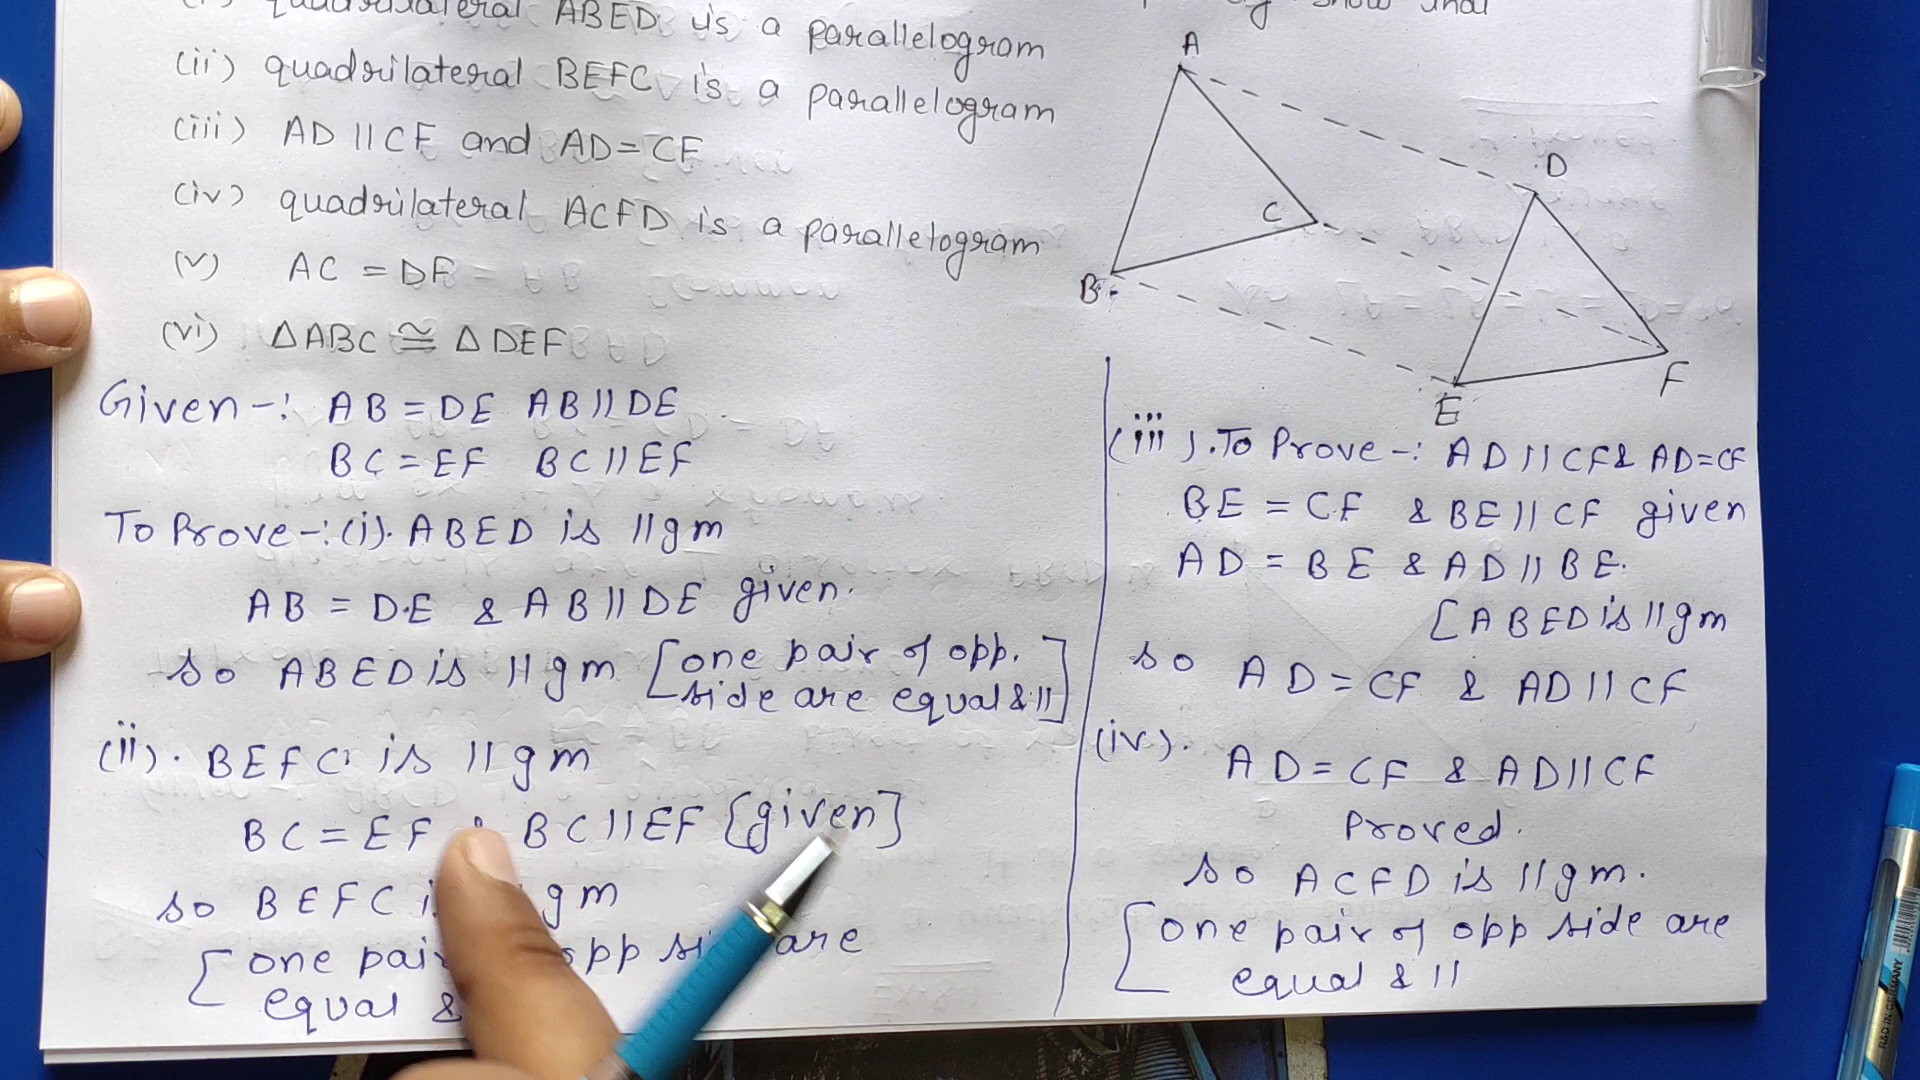 quadrilateral ABED is a parallelogram
show that
(ii) quadrilateral BEFC is a parallelogram
(iii) AD || CF and AD = CF
(iv) quadrilateral ACFD is a parallelogram
(v) AC = DF
(vi) △ABC ≅ △DEF
A
D
C
B
E
F
Given -: AB = DE AB || DE
BC = EF BC || EF
To Prove -: (i). ABED is ||gm
AB = D.E & AB || DE given.
so ABED is ||gm [one pair of opp.
side are equal & ||]
(ii). BEFC is ||gm
BC = EF BC || EF [given]
so BEFC gm
[one are
equal &
(iii). To Prove -: AD || CF & AD = CF
BE = CF & BE || CF given
AD = BE & AD || BE.
[ABED is ||gm
so AD = CF & AD || CF
(iv). AD = CF & AD || CF
Proved.
so ACFD is ||gm.
[one pair of opp side are
equal & ||
GERMANY